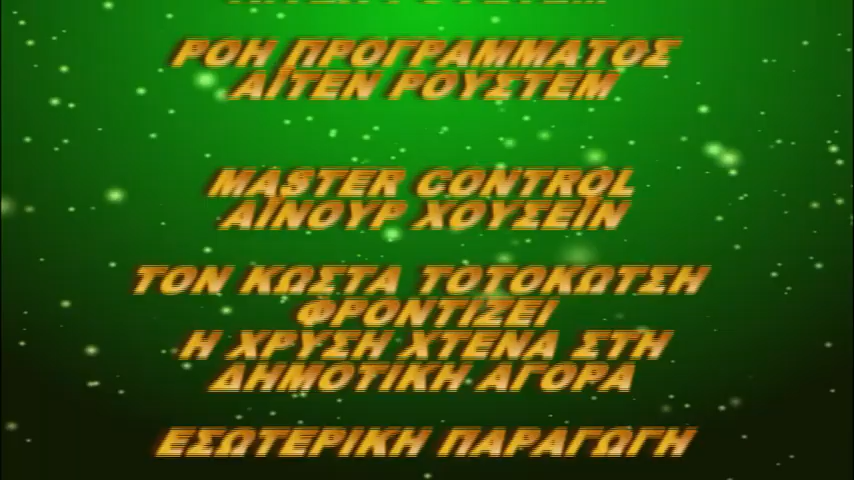 ΡΟΗ ΠΡΟΓΡΑΜΜΑΤΟΣ
ΑΪΤΕΝ ΡΟΥΣΤΕΜ
MASTER CONTROL
ΑΪΝΟΥΡ ΧΟΥΣΕΪΝ
ΤΟΝ ΚΩΣΤΑ ΤΟΤΟΚΩΤΣΗ
ΦΡΟΝΤΙΖΕΙ
Η ΧΡΥΣΗ ΧΤΕΝΑ ΣΤΗ
ΔΗΜΟΤΙΚΗ ΑΓΟΡΑ
ΕΣΩΤΕΡΙΚΗ ΠΑΡΑΓΩΓΗ